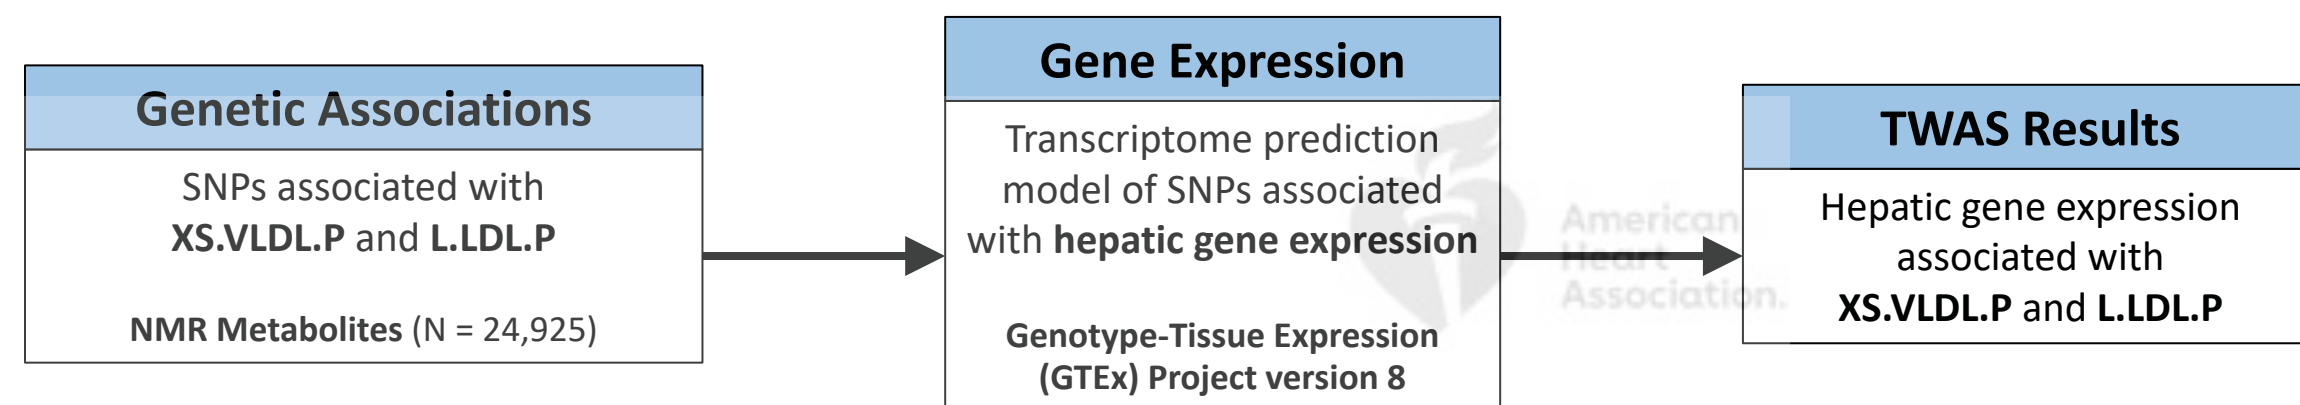 Genetic Associations
SNPs associated with
XS.VLDL.P and L.LDL.P
NMR Metabolites (N = 24,925)
Gene Expression
Transcriptome prediction
model of SNPs associated
with hepatic gene expression
Genotype-Tissue Expression
(GTEx) Project version 8
American
Heart
Association.
TWAS Results
Hepatic gene expression
associated with
XS.VLDL.P and L.LDL.P